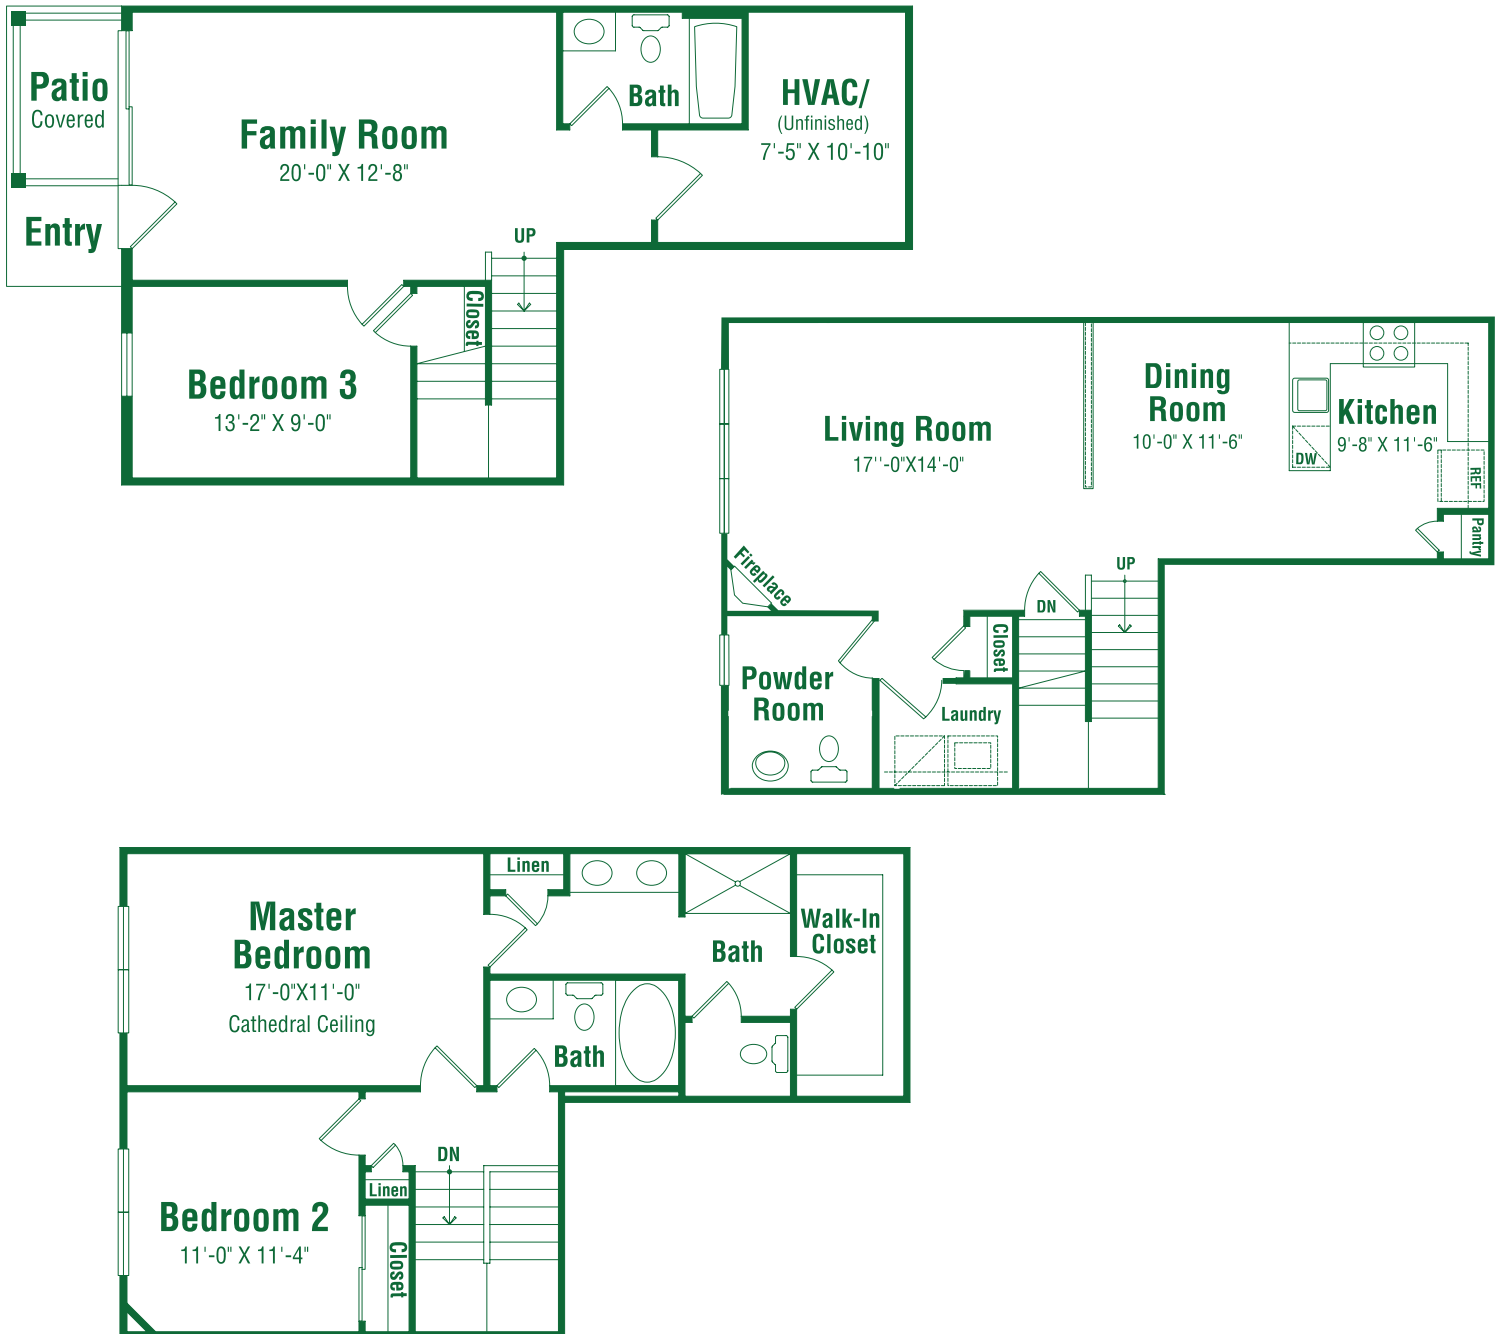 Patio
Covered
Entry
Family Room
20'-0" X 12'-8"
Bath
HVAC/
(Unfinished)
7'-5" X 10'-10"
UP
Closet
Bedroom 3
13'-2" X 9'-0"
Living Room
17''-0"X14'-0"
Dining
Room
10'-0" X 11'-6"
Kitchen
9'-8" X 11'-6"
DW
REF
Pantry
Fireplace
UP
DN
Closet
Powder
Room
Laundry
Master
Bedroom
17'-0"X11'-0"
Cathedral Ceiling
Linen
Bath
Walk-In
Closet
Bath
DN
Linen
Bedroom 2
11'-0" X 11'-4"
Closet